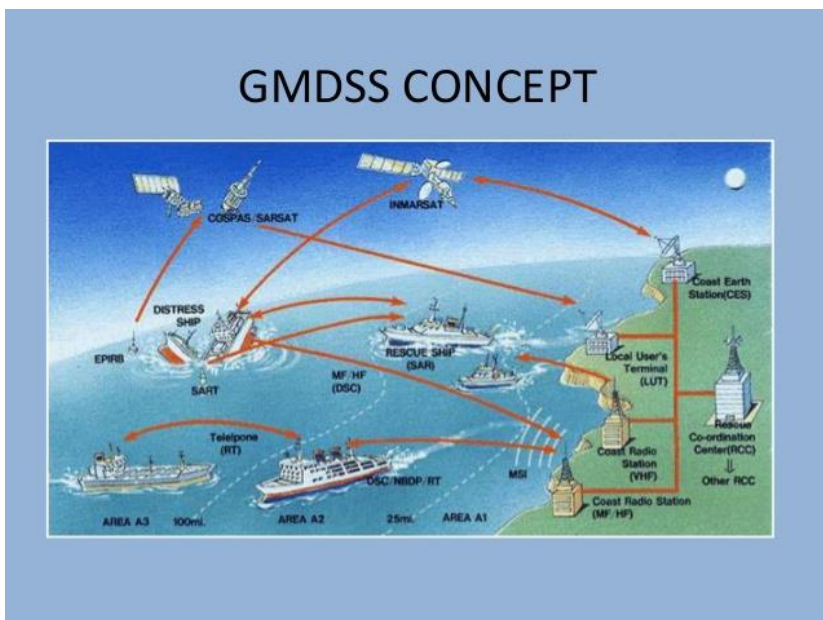 GMDSS CONCEPT
INMARSAT
COSPAS/SARSAT
Coast Earth
Station(CES)
DISTRESS
SHIP
EPIRB
SART
RESCUE SHIP
(SAR)
MF/HF
(DSC)
Local User's
Terminal
(LUT)
Rescue
Co-ordination
Center(RCC)
⇓
Other RCC
Telelpone
(RT)
DSC/NBDP/RT
MSI
Coast Radio
Station
(VHF)
Coast Radio Station
(MF/HF)
AREA A3 100mi. AREA A2 25mi. AREA A1